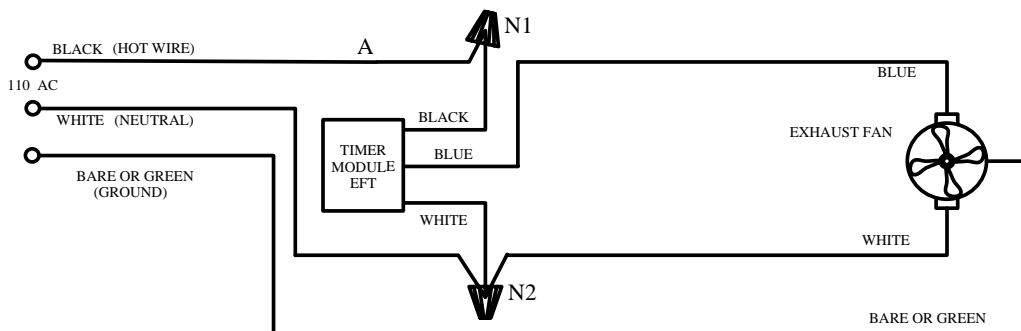 N1
BLACK (HOT WIRE)
A
110 AC
BLUE
WHITE (NEUTRAL)
BLACK
EXHAUST FAN
TIMER
MODULE
EFT
BLUE
BARE OR GREEN
(GROUND)
WHITE
WHITE
N2
BARE OR GREEN